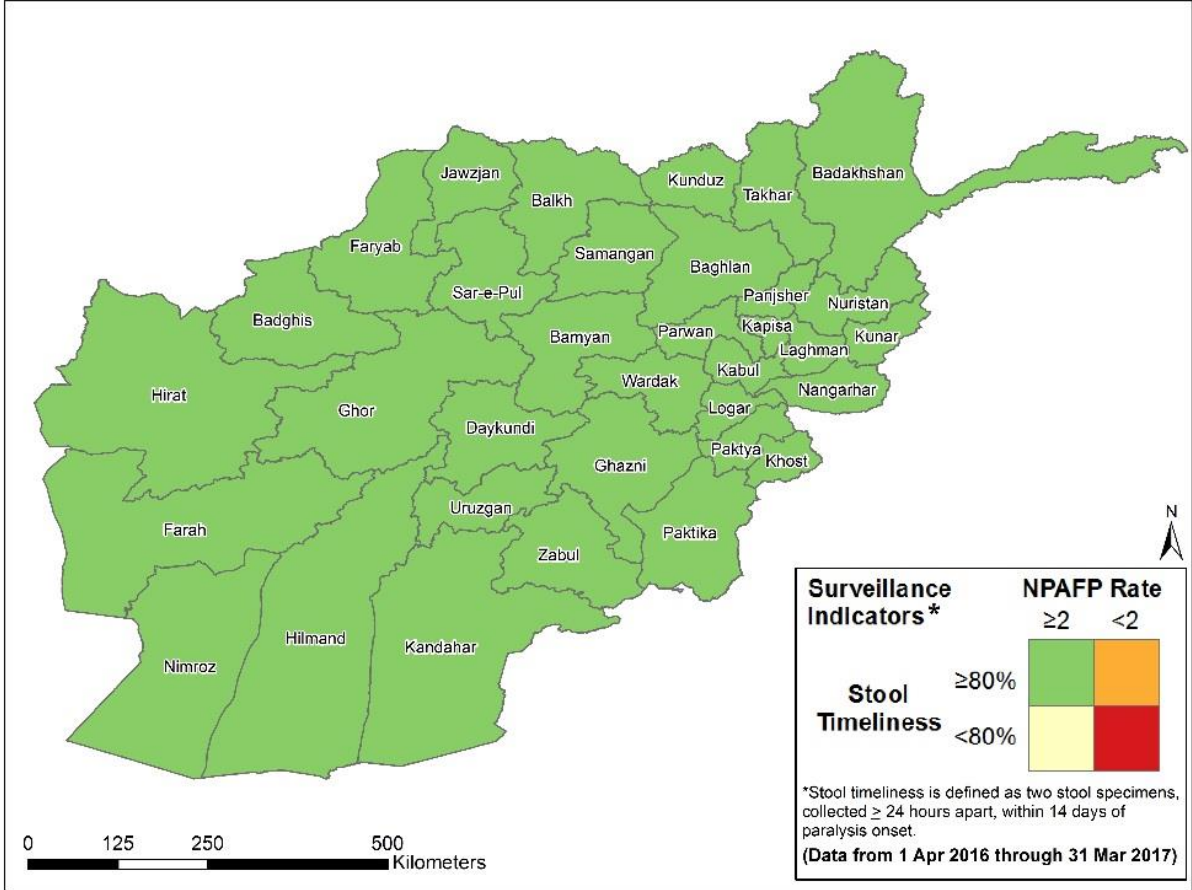 Badakhshan
Jawzjan
Kunduz
Takhar
Balkh
Faryab
Samangan
Baghlan
Sar-e-Pul
Parijsher
Nuristan
Badghis
Parwan
Kapisa
Bamyan
Kunar
Laghman
Kabul
Wardak
Nangarhar
Hirat
Ghor
Logar
Daykundi
Paktya
Khost
Ghazni
Uruzgan
Farah
Paktika
Zabul
Hilmand
Kandahar
Nimroz
N
Surveillance NPAFP Rate
Indicators* ≥2 <2
≥80%
Stool
Timeliness
<80%
*Stool timeliness is defined as two stool specimens,
collected ≥ 24 hours apart, within 14 days of
paralysis onset.
(Data from 1 Apr 2016 through 31 Mar 2017)
0 125 250 500
Kilometers